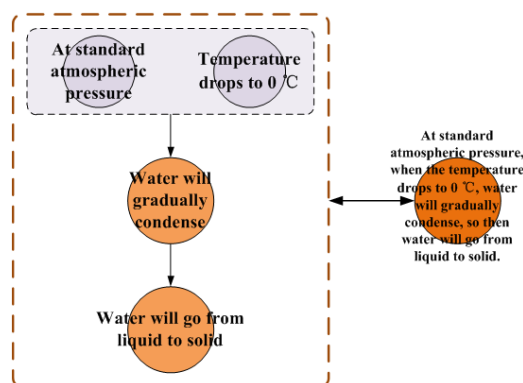 At standard
atmospheric
pressure
Temperature
drops to 0 ℃
Water will
gradually
condense
Water will go from
liquid to solid
At standard
atmospheric pressure,
when the temperature
drops to 0 ℃, water
will gradually
condense, so then
water will go from
liquid to solid.